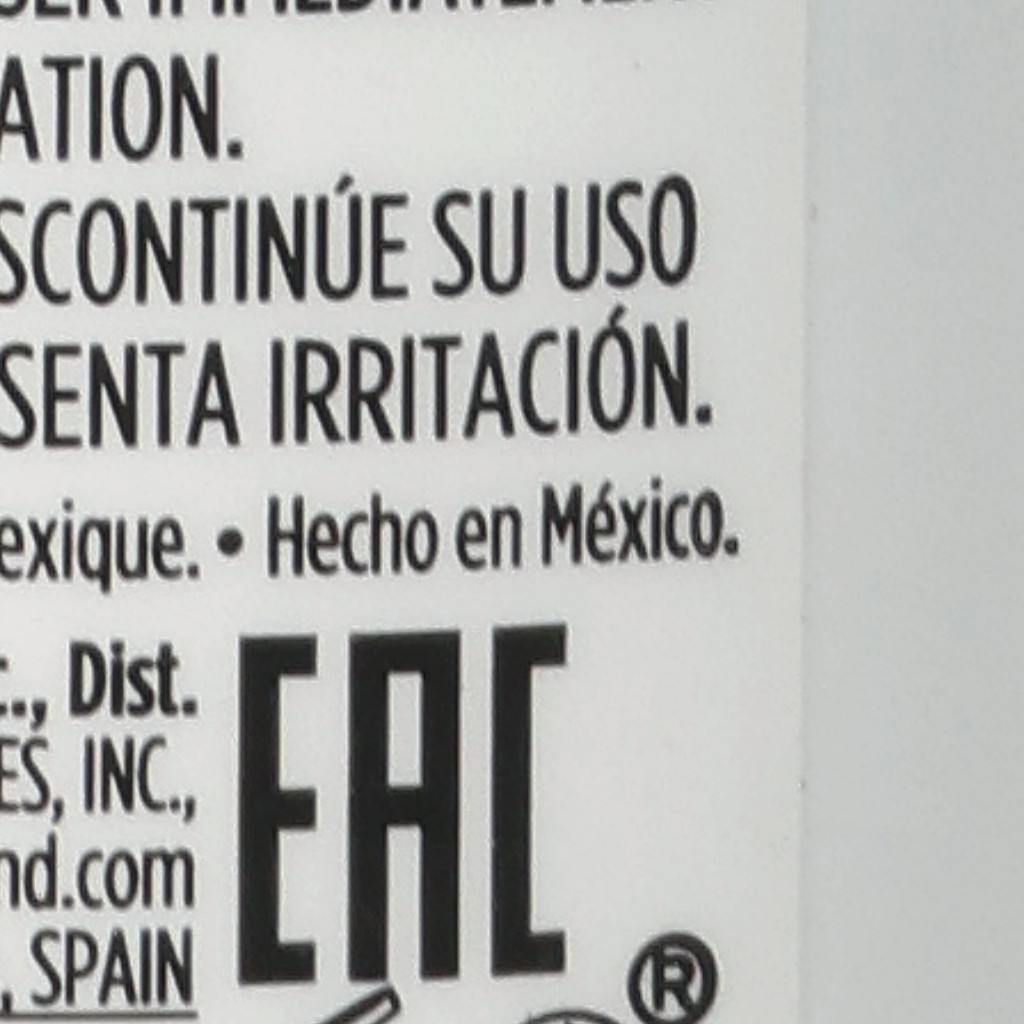 ATION.
SCONTINÚE SU USO
SENTA IRRITACIÓN.
exique. • Hecho en México.
., Dist.
ES, INC.,
nd.com
, SPAIN
EAC
®